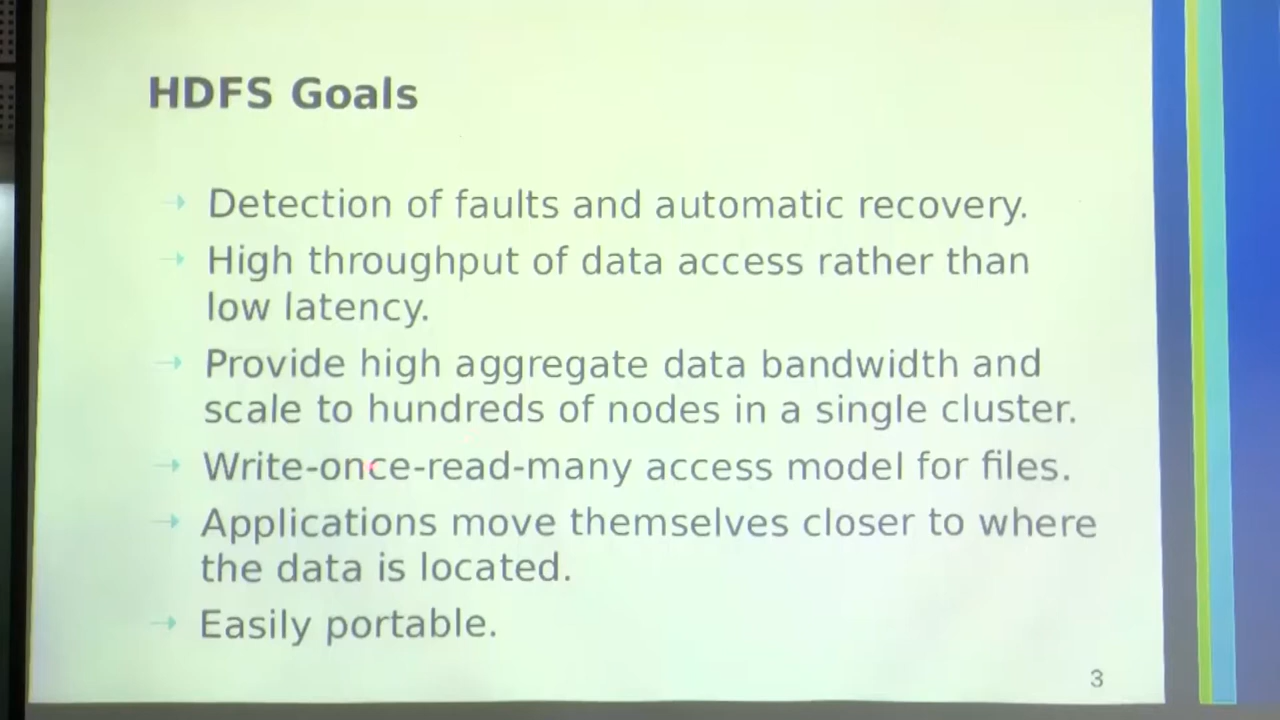 HDFS Goals
Detection of faults and automatic recovery.
High throughput of data access rather than
low latency.
Provide high aggregate data bandwidth and
scale to hundreds of nodes in a single cluster.
Write-once-read-many access model for files.
Applications move themselves closer to where
the data is located.
Easily portable.
3